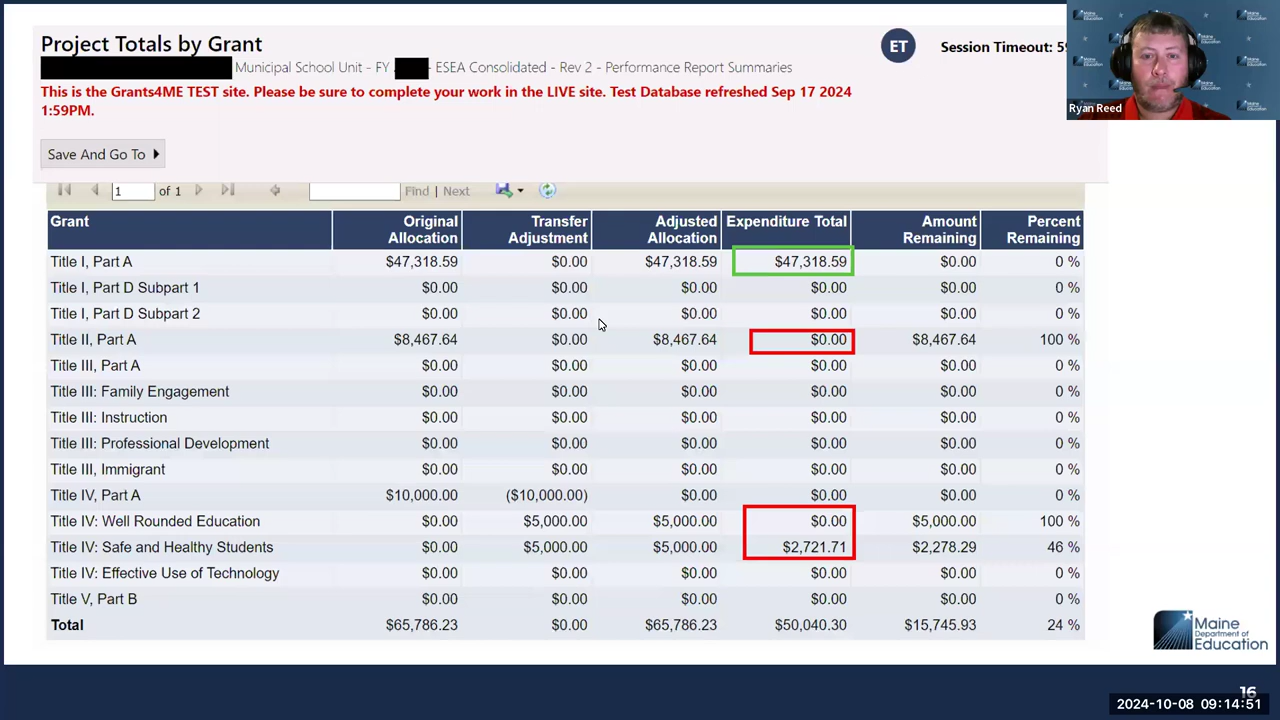 Project Totals by Grant
Municipal School Unit - FY - ESEA Consolidated - Rev 2 - Performance Report Summaries
This is the Grants4ME TEST site. Please be sure to complete your work in the LIVE site. Test Database refreshed Sep 17 2024
1:59PM.
ET
Session Timeout: 59
Ryan Reed
Save And Go To
1 of 1 Find | Next
Grant Original Allocation Transfer Adjustment Adjusted Allocation Expenditure Total Amount Remaining Percent Remaining
Title I, Part A $47,318.59 $0.00 $47,318.59 $47,318.59 $0.00 0 %
Title I, Part D Subpart 1 $0.00 $0.00 $0.00 $0.00 $0.00 0 %
Title I, Part D Subpart 2 $0.00 $0.00 $0.00 $0.00 $0.00 0 %
Title II, Part A $8,467.64 $0.00 $8,467.64 $0.00 $8,467.64 100 %
Title III, Part A $0.00 $0.00 $0.00 $0.00 $0.00 0 %
Title III: Family Engagement $0.00 $0.00 $0.00 $0.00 $0.00 0 %
Title III: Instruction $0.00 $0.00 $0.00 $0.00 $0.00 0 %
Title III: Professional Development $0.00 $0.00 $0.00 $0.00 $0.00 0 %
Title III, Immigrant $0.00 $0.00 $0.00 $0.00 $0.00 0 %
Title IV, Part A $10,000.00 ($10,000.00) $0.00 $0.00 $0.00 0 %
Title IV: Well Rounded Education $0.00 $5,000.00 $5,000.00 $0.00 $5,000.00 100 %
Title IV: Safe and Healthy Students $0.00 $5,000.00 $5,000.00 $2,721.71 $2,278.29 46 %
Title IV: Effective Use of Technology $0.00 $0.00 $0.00 $0.00 $0.00 0 %
Title V, Part B $0.00 $0.00 $0.00 $0.00 $0.00 0 %
Total $65,786.23 $0.00 $65,786.23 $50,040.30 $15,745.93 24 %
Maine
Department of
Education
16
2024-10-08 09:14:51